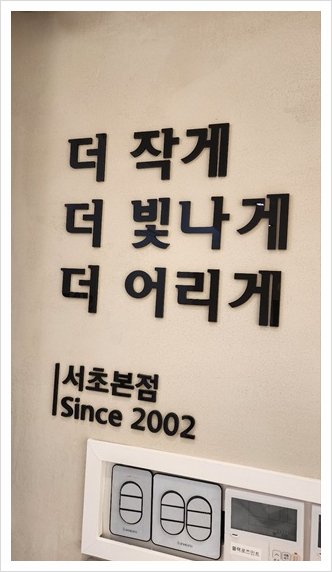 더 작게
더 빛나게
더 어리게
서초본점
Since 2002